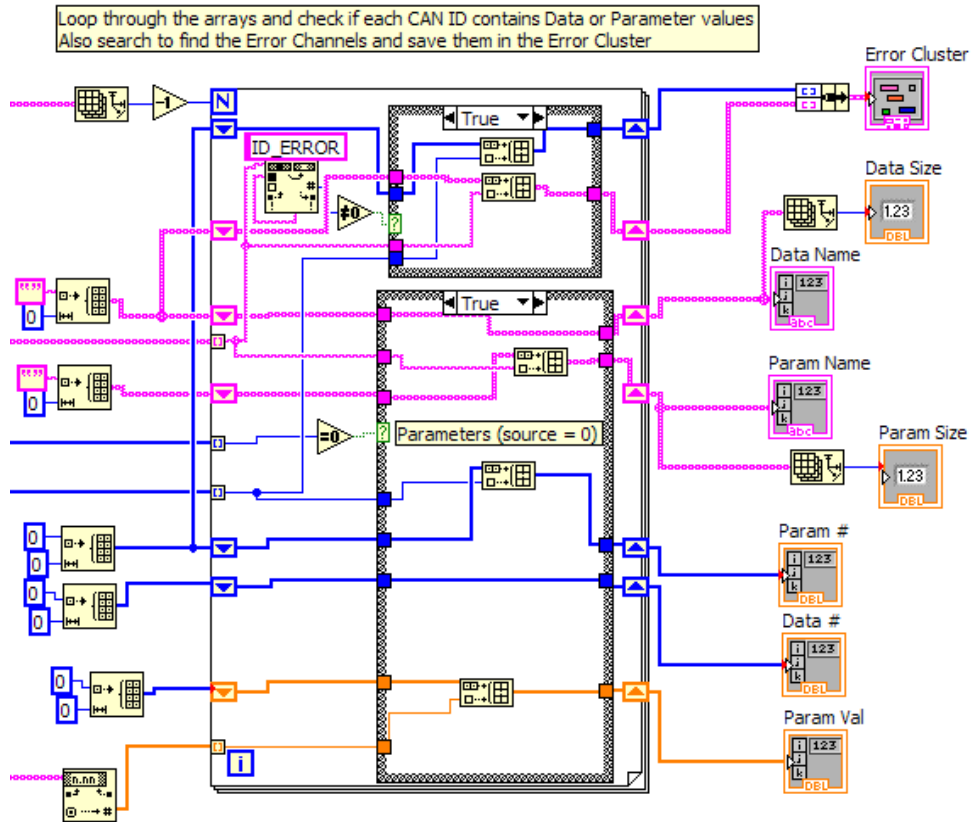 Loop through the arrays and check if each CAN ID contains Data or Parameter values
Also search to find the Error Channels and save them in the Error Cluster
Error Cluster
-1
N
True
ID_ERROR
#
≠0
?
Data Size
1.23
DBL
Data Name
i
j
k
123
abc
""
0
True
""
0
Param Name
i
j
k
123
abc
=0
?
Parameters (source = 0)
Param Size
1.23
DBL
0
0
0
0
Param #
i
j
k
123
DBL
Data #
i
j
k
123
DBL
0
0
Param Val
i
j
k
123
DBL
i
n.nn
#